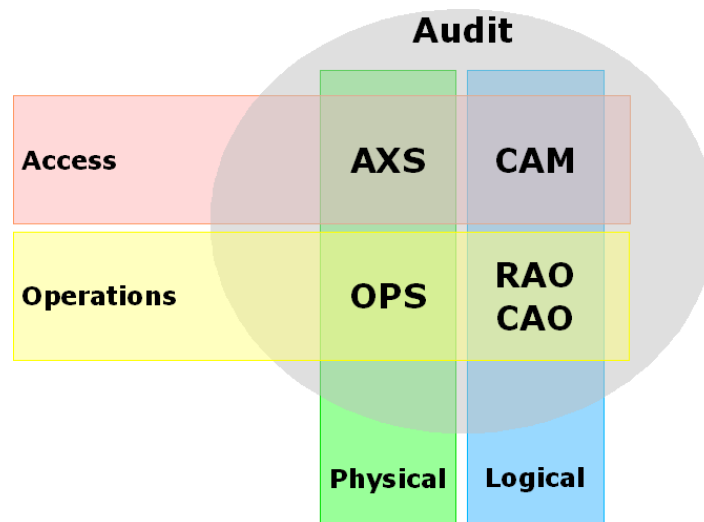 Audit
Access
AXS
CAM
Operations
OPS
RAO
CAO
Physical
Logical